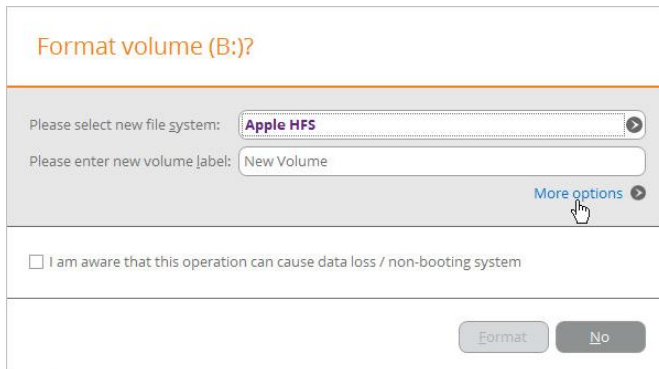 Format volume (B:)?
Please select new file system: Apple HFS
Please enter new volume label: New Volume
More options
I am aware that this operation can cause data loss / non-booting system
Format No